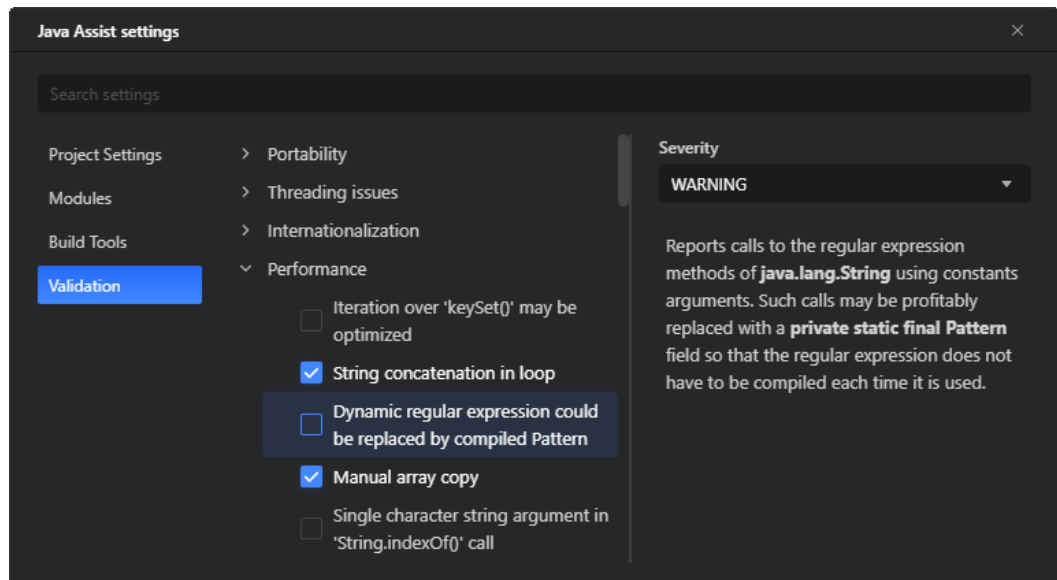 Java Assist settings
Search settings
Project Settings
Modules
Build Tools
Validation
Portability
Threading issues
Internationalization
Performance
Iteration over 'keySet()' may be
optimized
String concatenation in loop
Dynamic regular expression could
be replaced by compiled Pattern
Manual array copy
Single character string argument in
'String.indexOf()' call
Severity
WARNING
Reports calls to the regular expression
methods of java.lang.String using constants
arguments. Such calls may be profitably
replaced with a private static final Pattern
field so that the regular expression does not
have to be compiled each time it is used.